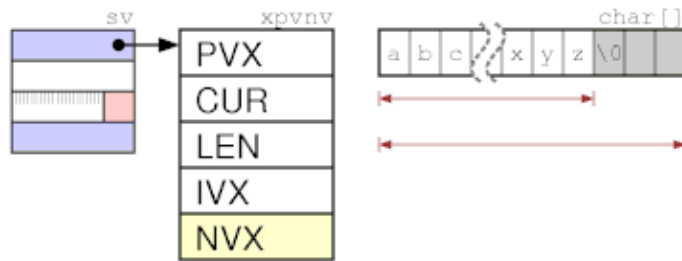 sv xpvnv char[]
PVX a b c x y z \0
CUR
LEN
IVX
NVX